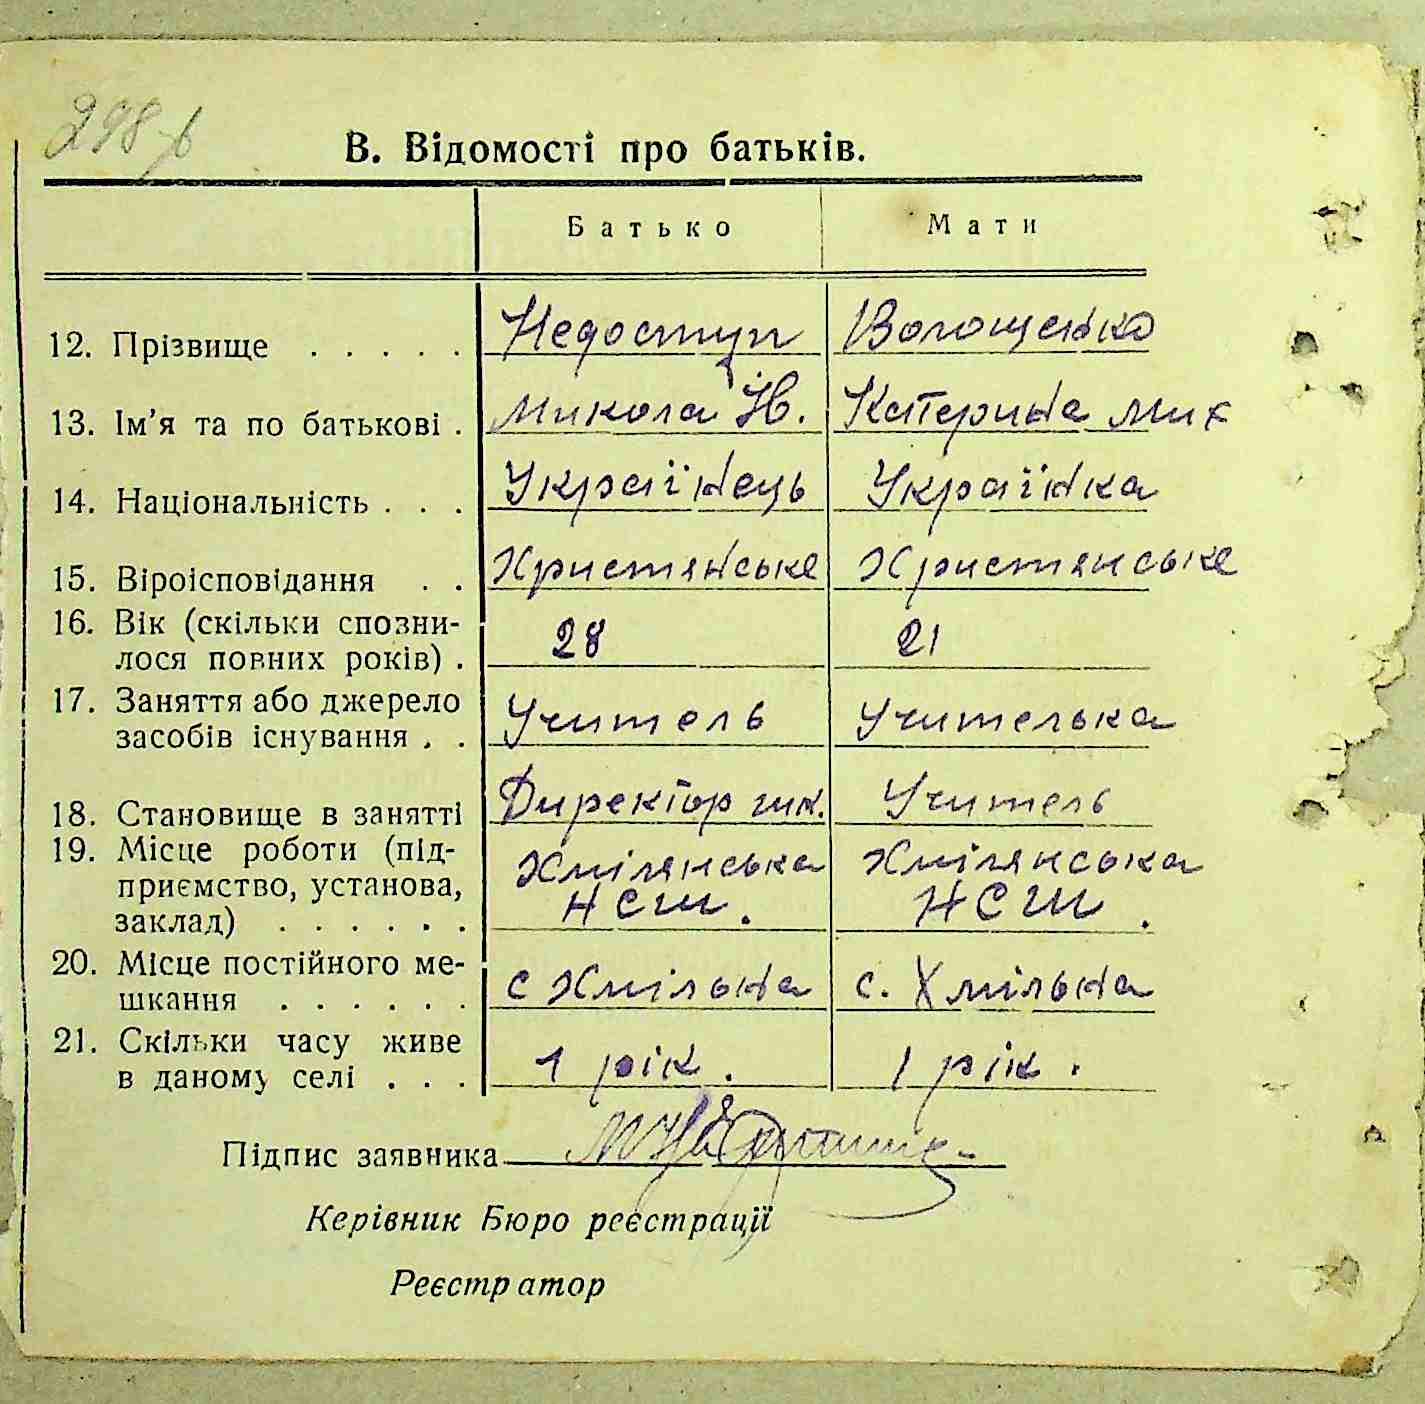 298
В. Відомості про батьків.
Батько Мати
12. Прізвище . . . . . Недоступ Волощенко
13. Ім'я та по батькові . Микола Й. Катерина Мих
14. Національність . . . Українець Українка
15. Віроісповідання . . Християнське Християнське
16. Вік (скільки сповни-
лося повних років) . 28 21
17. Заняття або джерело
засобів існування . . Учитель Учителька
18. Становище в занятті Директор шк. Учитель
19. Місце роботи (під-
приємство, установа, Хмілянська Хмілянська
заклад) . . . . . . НСШ. НСШ.
20. Місце постійного ме-
шкання . . . . . . с Хмільна с. Хмільна
21. Скільки часу живе
в даному селі . . . 1 рік. 1 рік.
Підпис заявника
Керівник Бюро реєстрації
Реєстратор